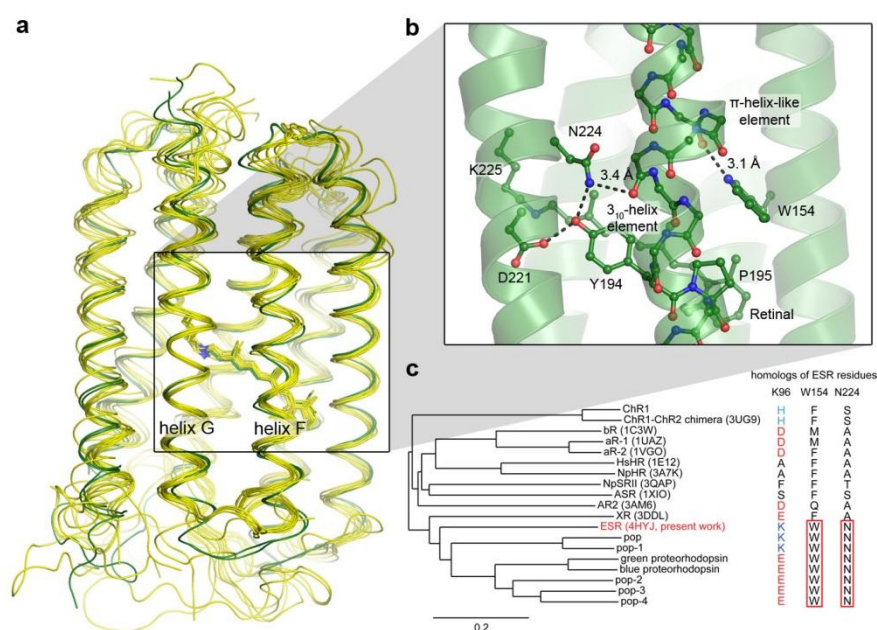 a
helix G
helix F
b
π-helix-like
element
N224
K225
3.4 Å
3.1 Å
3₁₀-helix
element
W154
D221
Y194
P195
Retinal
c
homologs of ESR residues
K96 W154 N224
ChR1 H F S
ChR1-ChR2 chimera (3UG9) H F S
bR (1C3W) D M A
aR-1 (1UAZ) D M A
aR-2 (1VGO) D F A
HsHR (1E12) A F A
NpHR (3A7K) A F A
NpSRII (3QAP) F F T
ASR (1XIO) S F S
AR2 (3AM6) D Q A
XR (3DDL) E F A
ESR (4HYJ, present work) K W N
pop K W N
pop-1 K W N
green proteorhodopsin E W N
blue proteorhodopsin E W N
pop-2 E W N
pop-3 E W N
pop-4 E W N
0.2